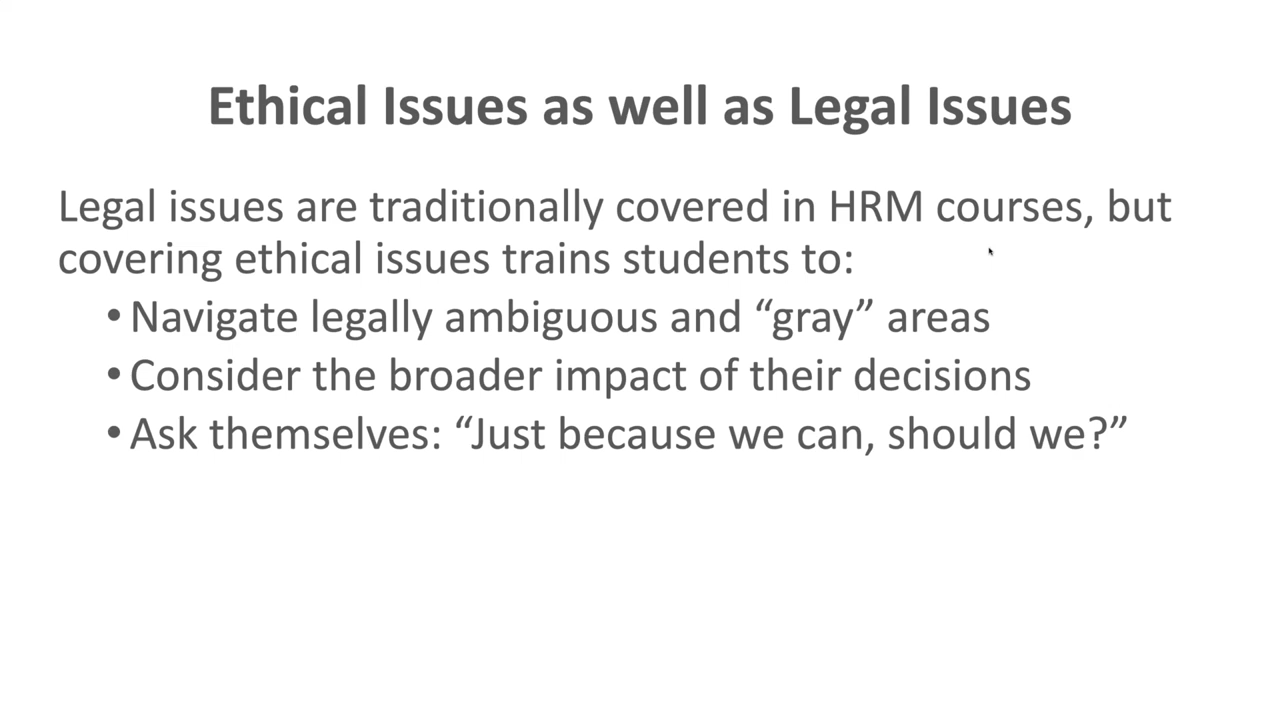 Ethical Issues as well as Legal Issues
Legal issues are traditionally covered in HRM courses, but
covering ethical issues trains students to:
• Navigate legally ambiguous and “gray” areas
• Consider the broader impact of their decisions
• Ask themselves: “Just because we can, should we?”